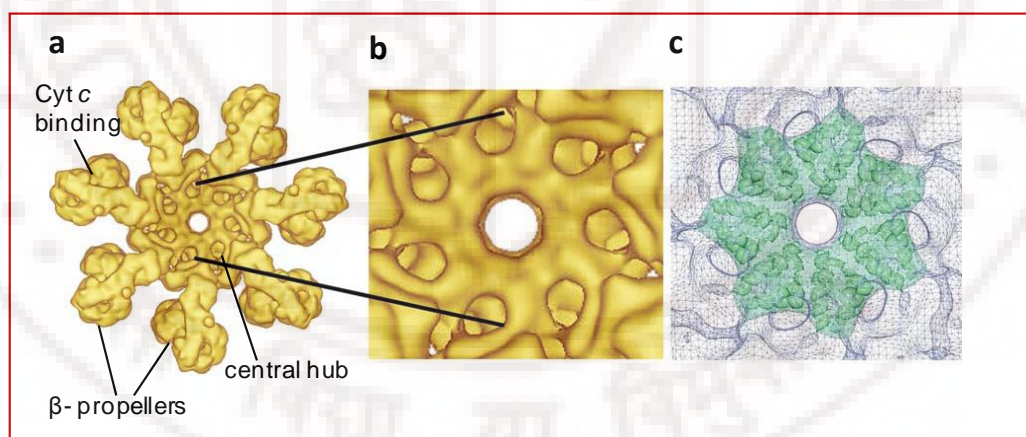 a
b
c
Cyt c
binding
central hub
β- propellers